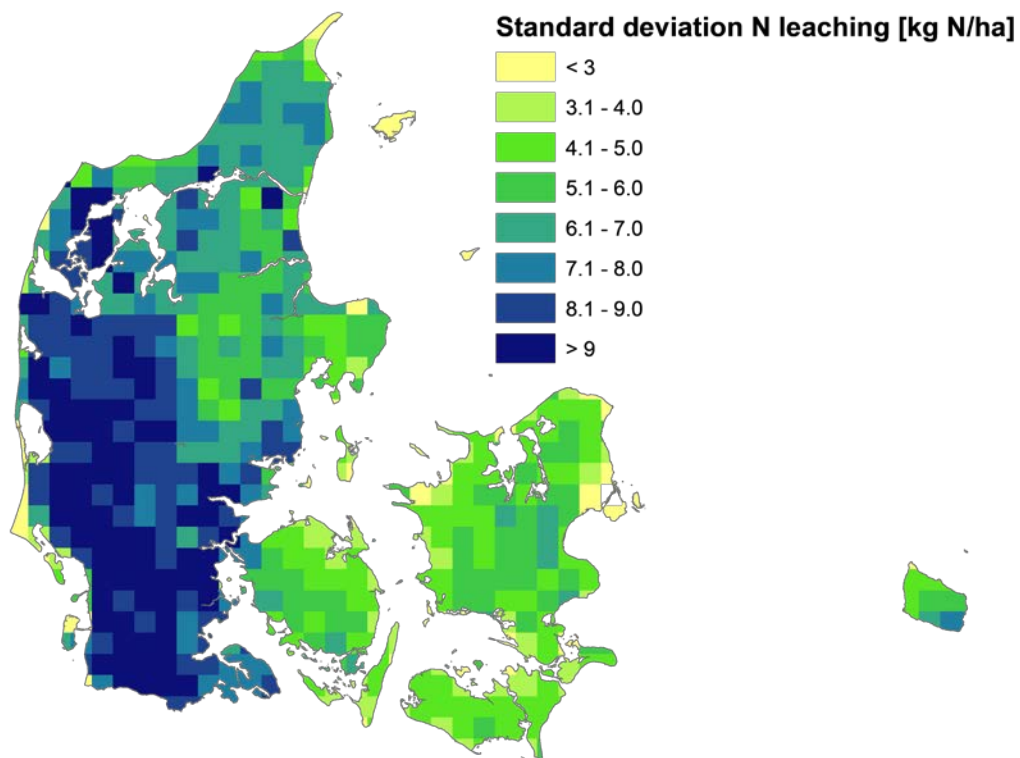 Standard deviation N leaching [kg N/ha]
< 3
3.1 - 4.0
4.1 - 5.0
5.1 - 6.0
6.1 - 7.0
7.1 - 8.0
8.1 - 9.0
> 9